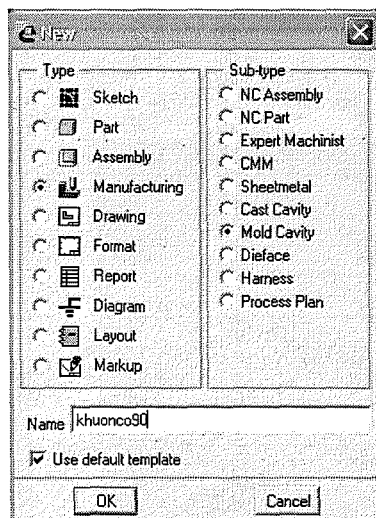 New
Type
Sketch
Part
Assembly
Manufacturing
Drawing
Format
Report
Diagram
Layout
Markup
Sub-type
NC Assembly
NC Part
Expert Machinist
CMM
Sheetmetal
Cast Cavity
Mold Cavity
Dieface
Harness
Process Plan
Name khuonco90
Use default template
OK Cancel